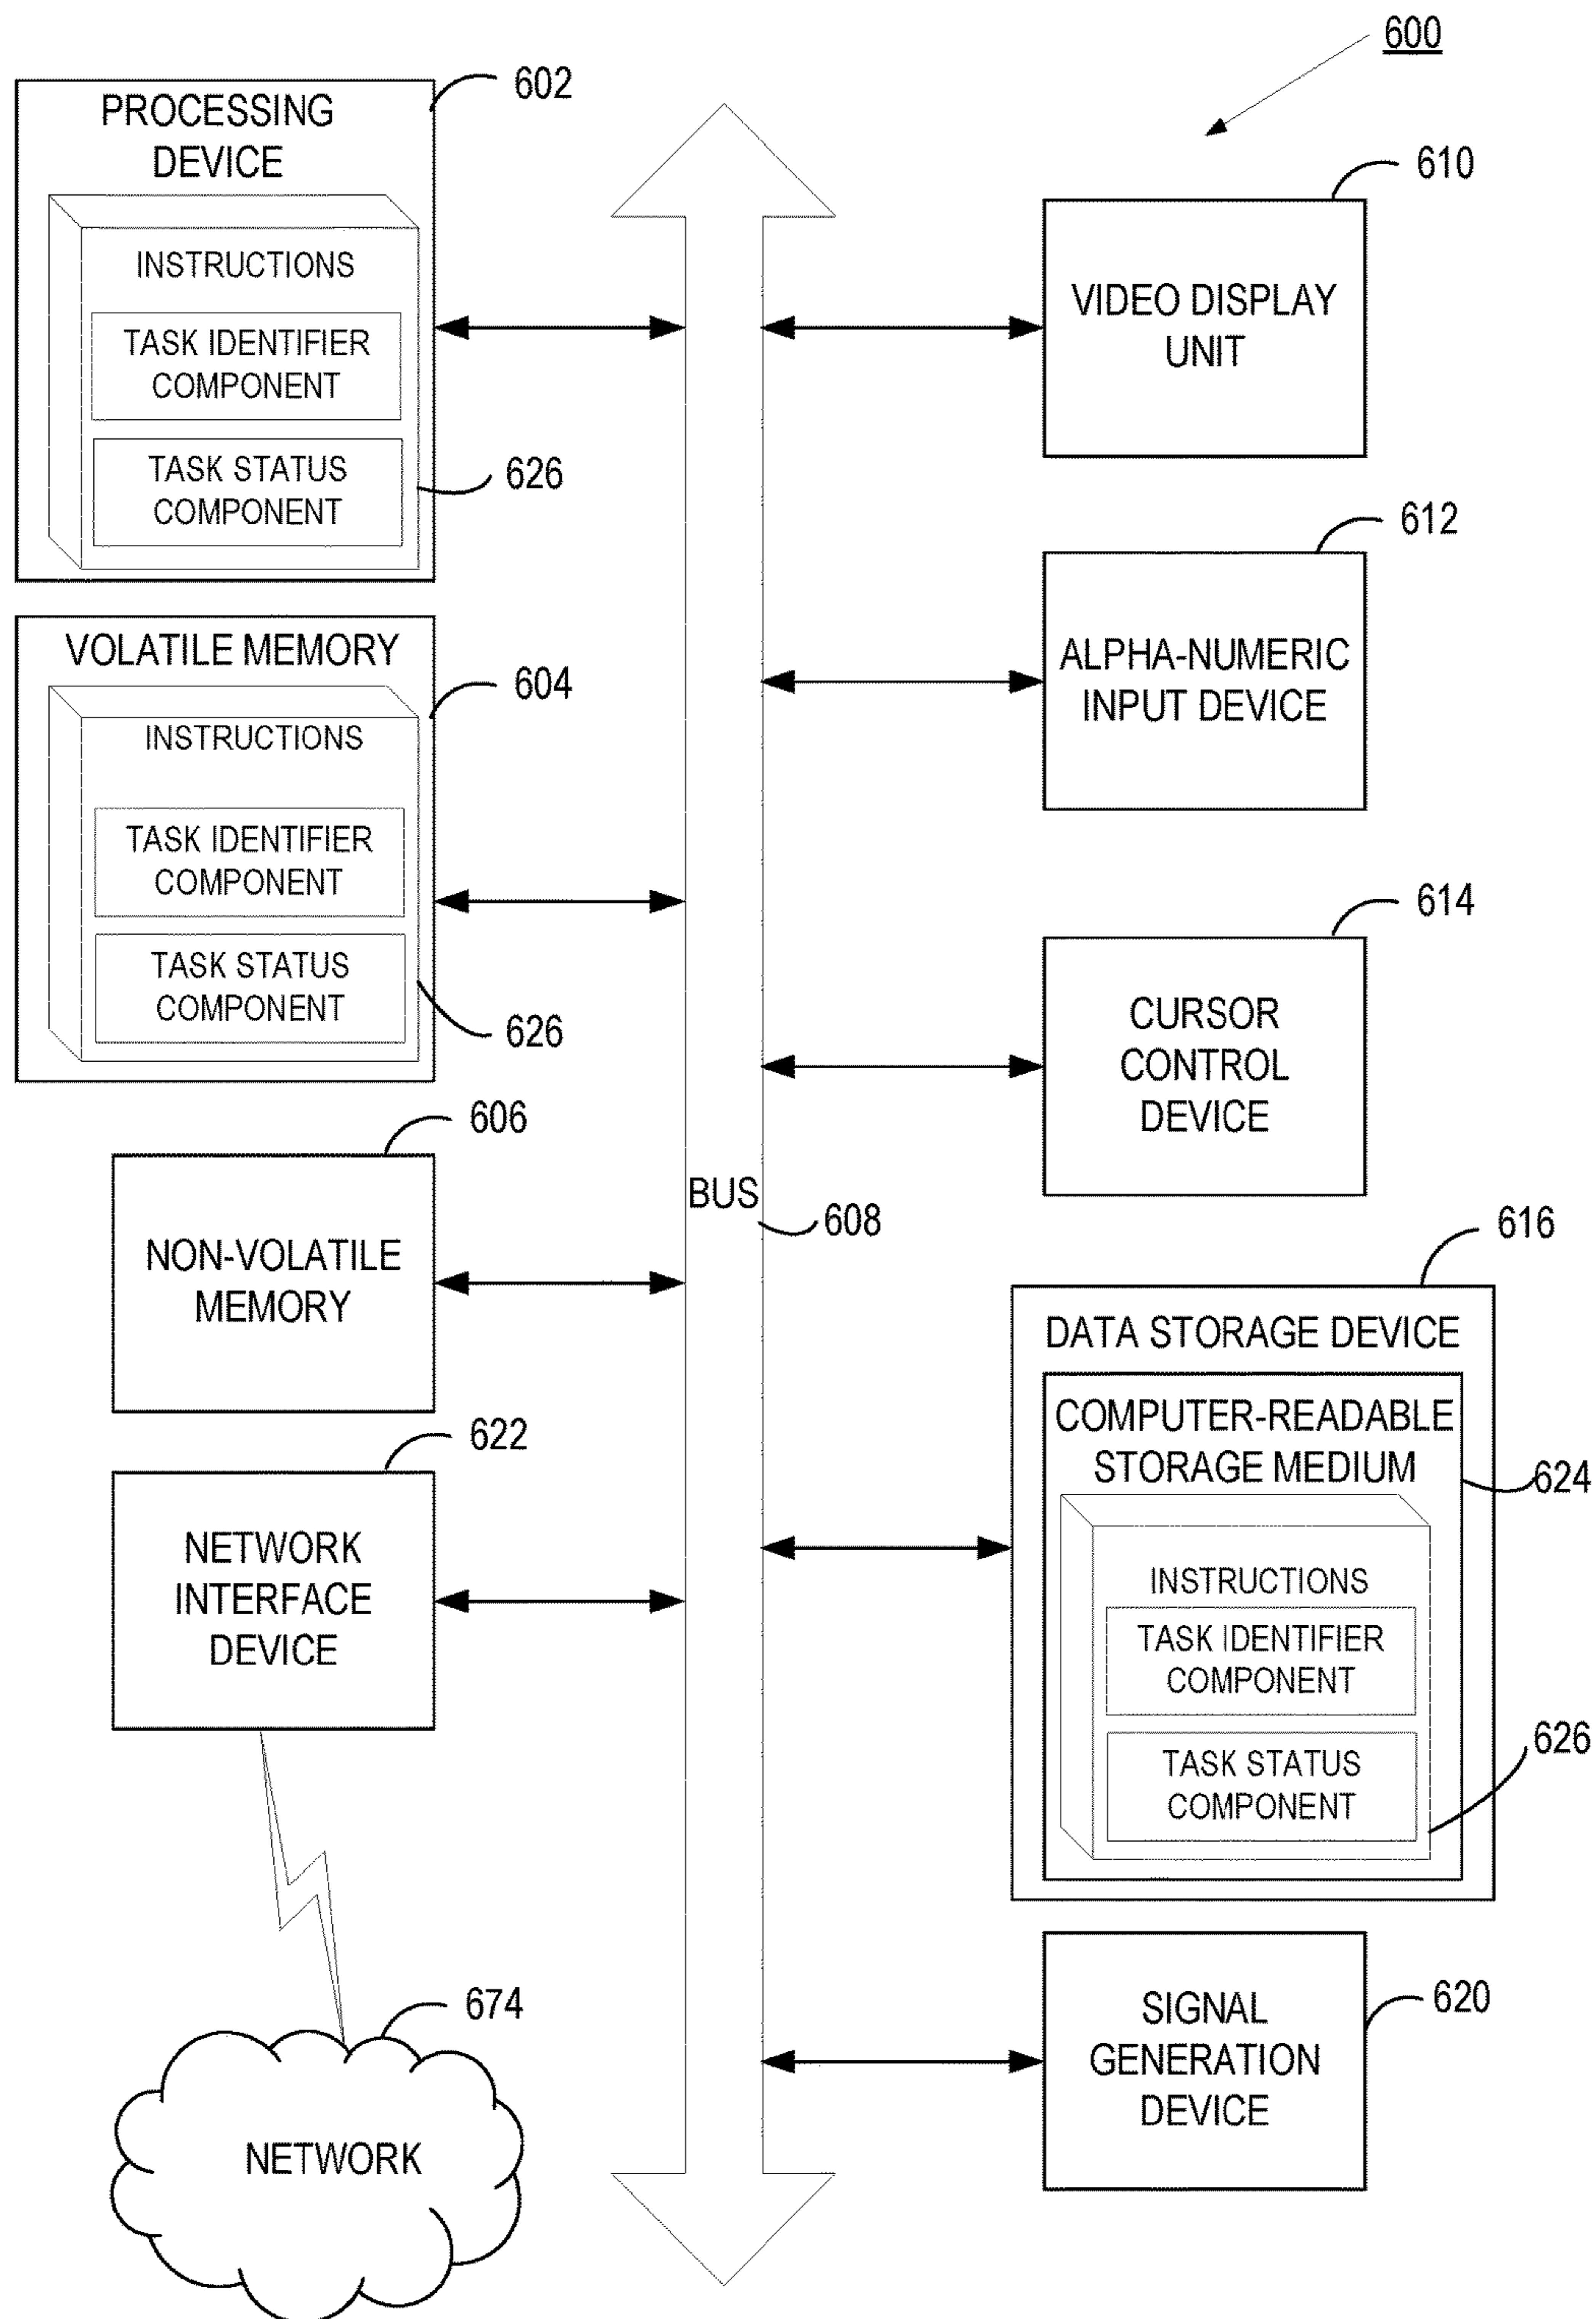 600
602
PROCESSING
DEVICE
INSTRUCTIONS
TASK IDENTIFIER
COMPONENT
TASK STATUS
COMPONENT
626
VOLATILE MEMORY
604
INSTRUCTIONS
TASK IDENTIFIER
COMPONENT
TASK STATUS
COMPONENT
626
606
NON-VOLATILE
MEMORY
622
NETWORK
INTERFACE
DEVICE
674
NETWORK
BUS
608
610
VIDEO DISPLAY
UNIT
612
ALPHA-NUMERIC
INPUT DEVICE
614
CURSOR
CONTROL
DEVICE
616
DATA STORAGE DEVICE
COMPUTER-READABLE
STORAGE MEDIUM
624
INSTRUCTIONS
TASK IDENTIFIER
COMPONENT
626
TASK STATUS
COMPONENT
620
SIGNAL
GENERATION
DEVICE